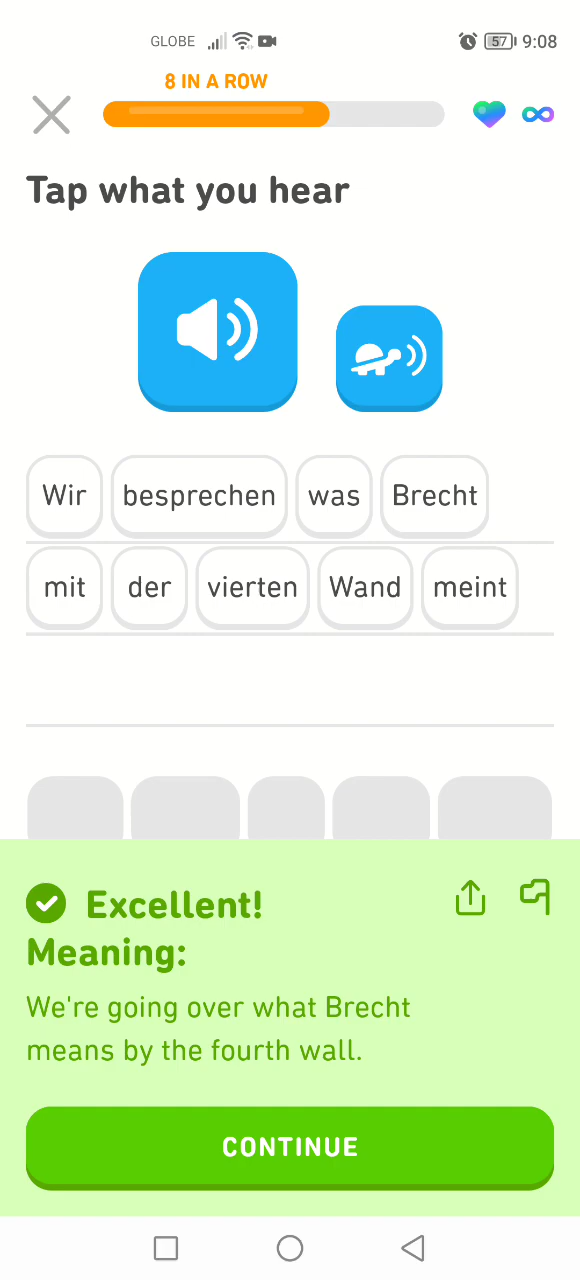 GLOBE 57 9:08
8 IN A ROW
Tap what you hear
Wir besprechen was Brecht
mit der vierten Wand meint
Excellent!
Meaning:
We're going over what Brecht
means by the fourth wall.
CONTINUE